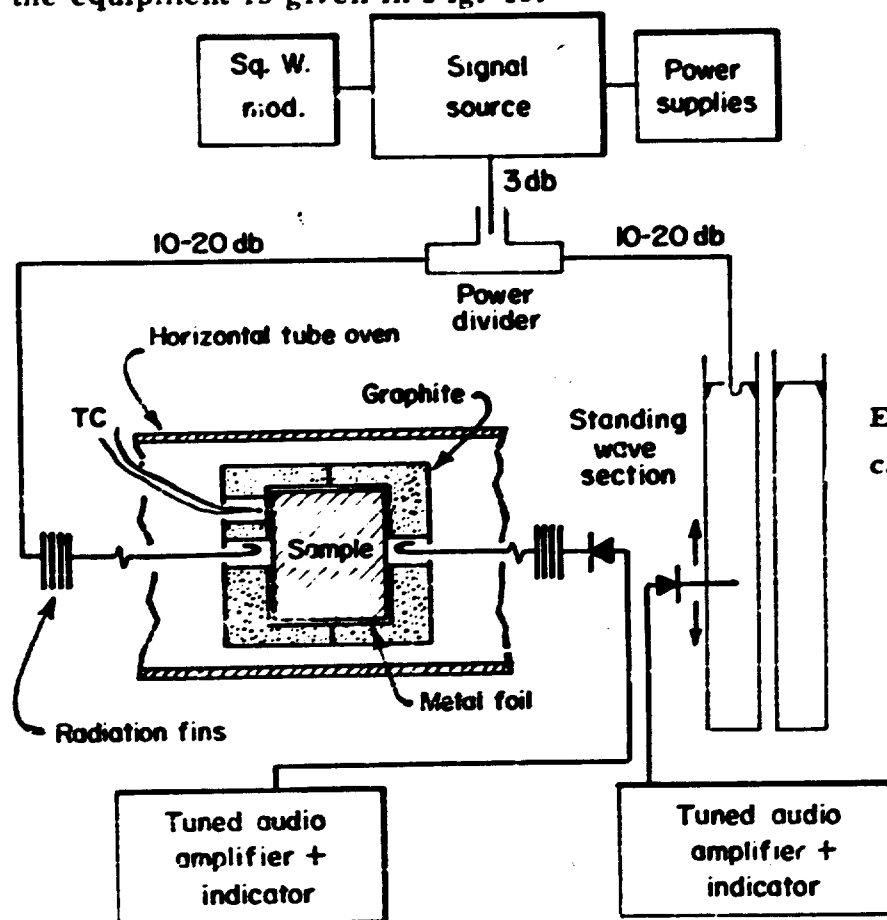 Sq. W.
mod.
Signal
source
Power
supplies
3db
10-20 db
10-20 db
Power
divider
Horizontal tube oven
TC
Graphite
Standing
wave
section
Sample
Metal foil
Radiation fins
Tuned audio
amplifier +
indicator
Tuned audio
amplifier +
indicator